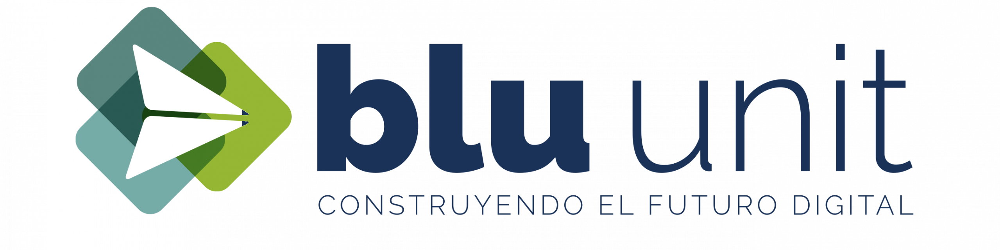 blu unit
CONSTRUYENDO EL FUTURO DIGITAL